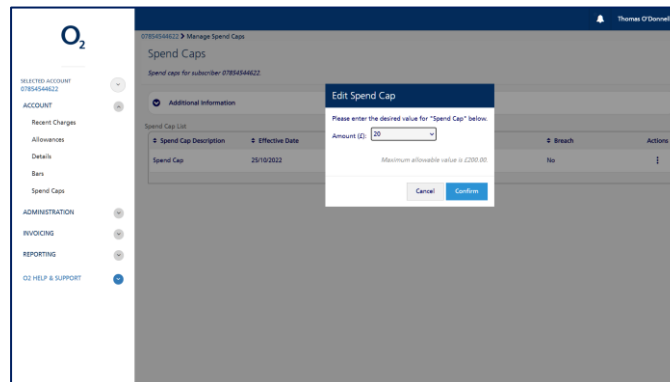 O2
SELECTED ACCOUNT
07854544622
ACCOUNT
Recent Charges
Allowances
Details
Bars
Spend Caps
ADMINISTRATION
INVOICING
REPORTING
O2 HELP & SUPPORT
Thomas O'Donnell
07854544622 > Manage Spend Caps
Spend Caps
Spend caps for subscriber 07854544622.
Additional Information
Spend Cap List
Spend Cap Description Effective Date Breach Actions
Spend Cap 25/10/2022 No
Edit Spend Cap
Please enter the desired value for "Spend Cap" below.
Amount (£): 20
Maximum allowable value is £200.00.
Cancel Confirm